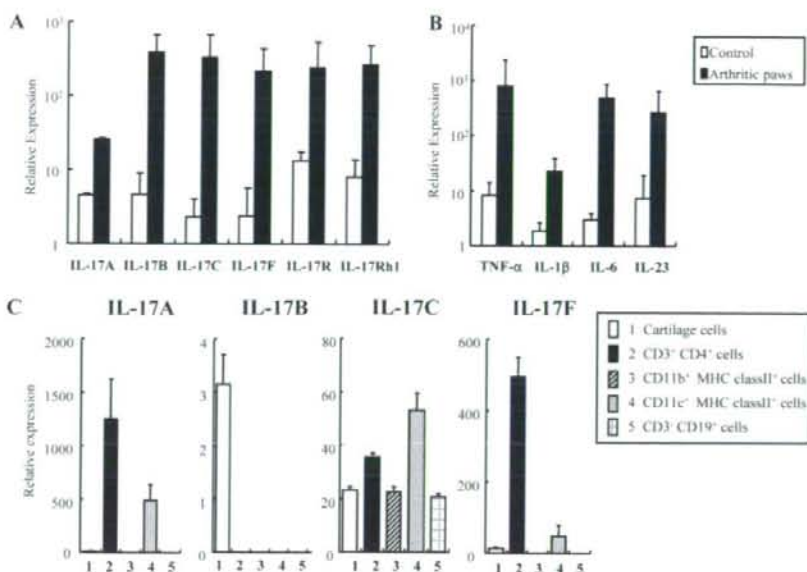 A
Relative Expression
10³
10²
10
1
IL-17A IL-17B IL-17C IL-17F IL-17R IL-17Rh1
B
Relative Expression
10³
10²
10
1
TNF-α IL-1β IL-6 IL-23
Control
Arthritic paws
C
IL-17A
Relative expression
2000
1500
1000
500
0
1 2 3 4 5
IL-17B
4
3
2
1
0
1 2 3 4 5
IL-17C
80
60
40
20
0
1 2 3 4 5
IL-17F
600
400
200
0
1 2 3 4 5
1 Cartilage cells
2 CD3⁺ CD4⁺ cells
3 CD11b⁺ MHC classII⁺ cells
4 CD11c⁺ MHC classII⁺ cells
5 CD3⁻ CD19⁺ cells